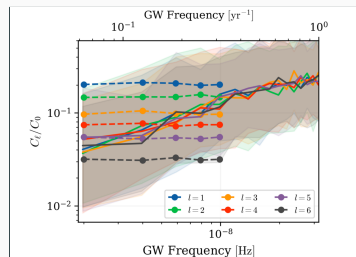 GW Frequency [yr⁻¹]
10⁻¹ 10⁰
C_ℓ/C_0
10⁻¹
10⁻²
l = 1 l = 3 l = 5
l = 2 l = 4 l = 6
10⁻⁸
GW Frequency [Hz]